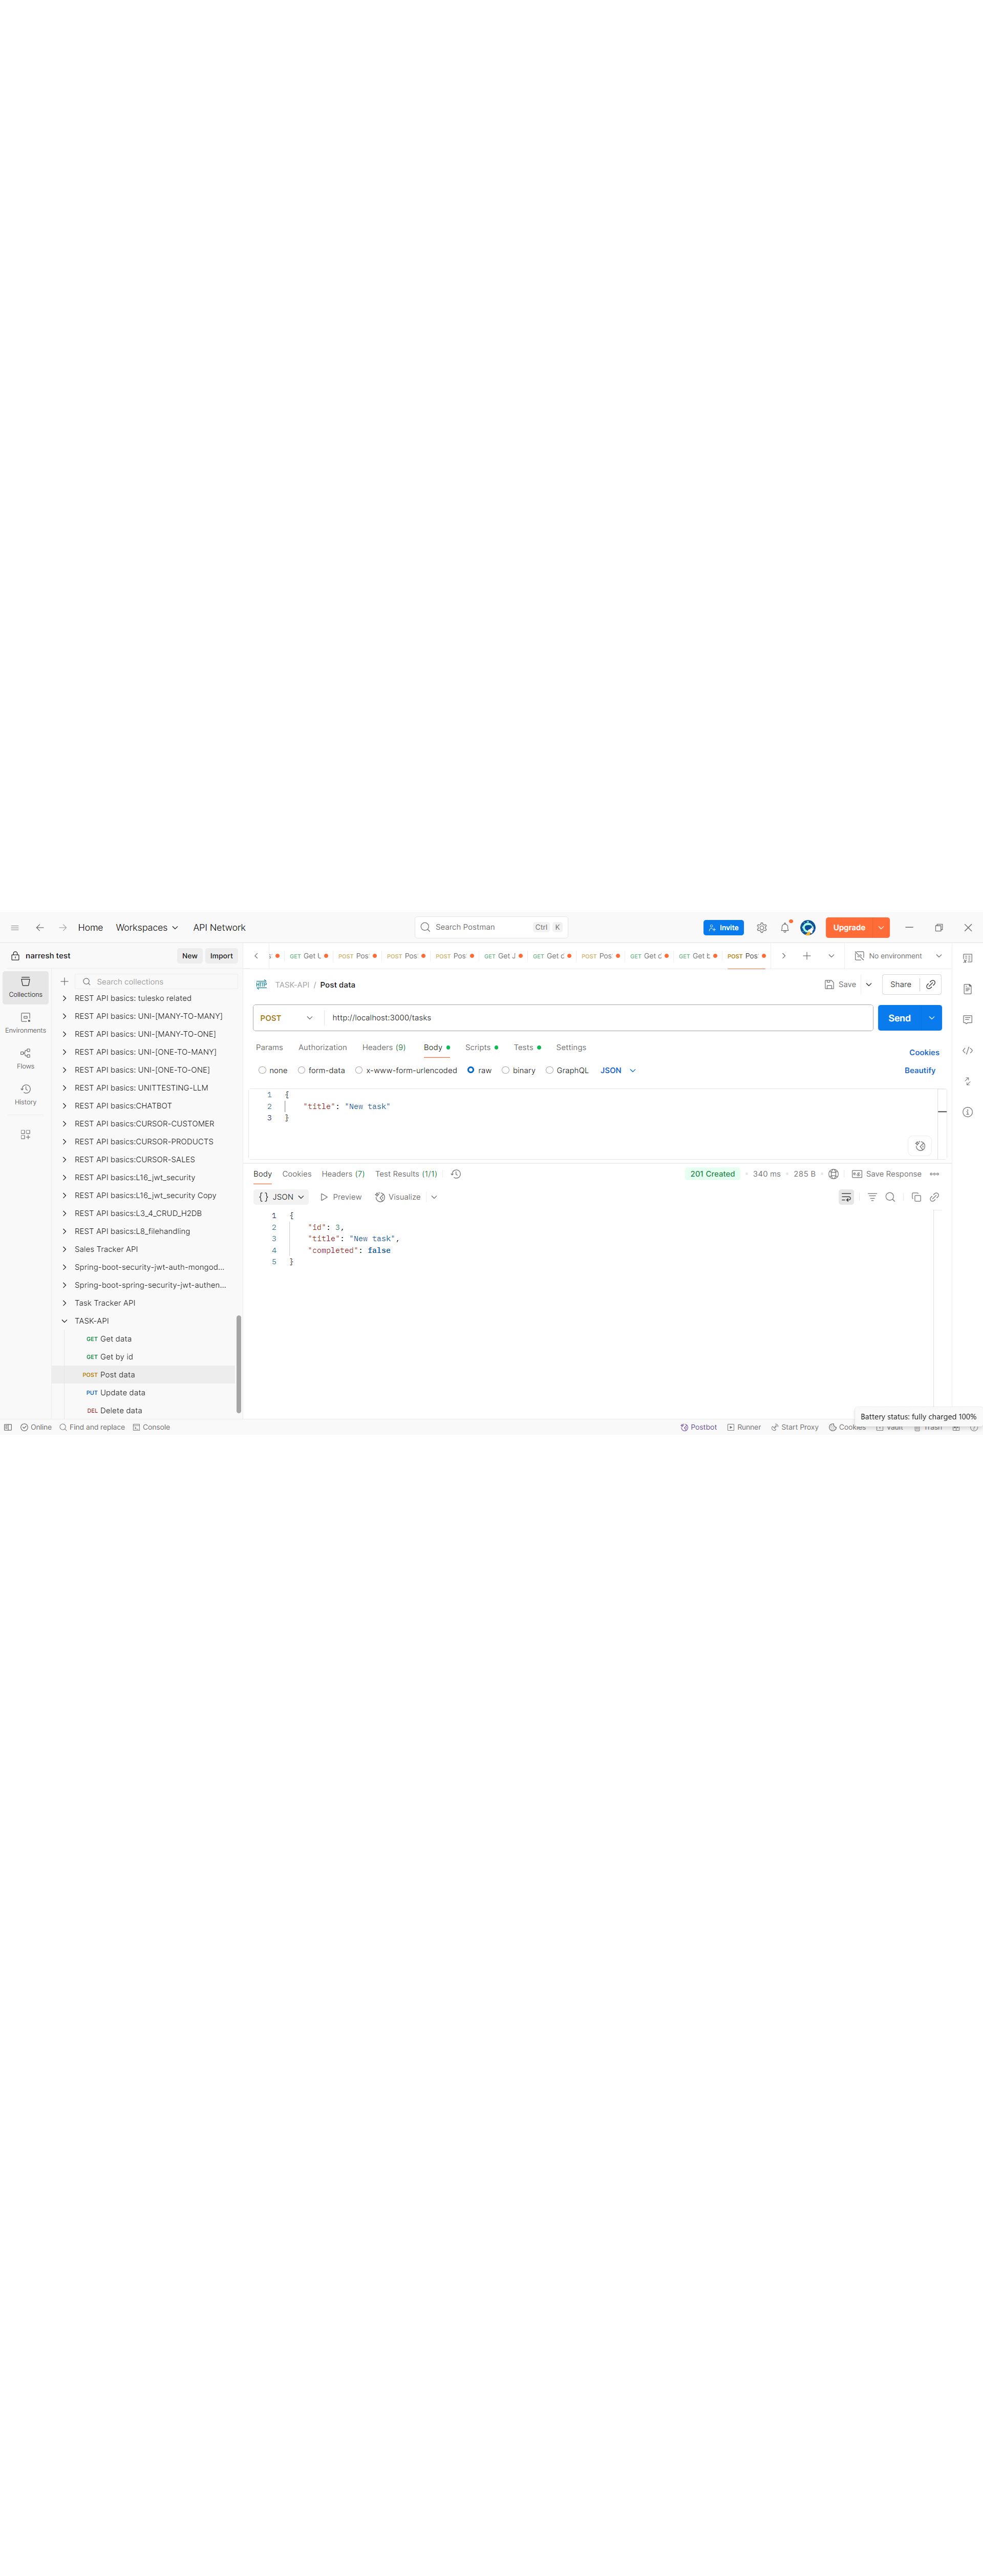 Home Workspaces API Network Search Postman Ctrl K Invite Upgrade
narresh test New Import
GET Get L POST Pos POST Pos POST Pos GET Get J GET Get c POST Pos GET Get c GET Get b POST Pos No environment
Collections
Environments
Flows
History
Search collections
REST API basics: tulesko related
REST API basics: UNI-[MANY-TO-MANY]
REST API basics: UNI-[MANY-TO-ONE]
REST API basics: UNI-[ONE-TO-MANY]
REST API basics: UNI-[ONE-TO-ONE]
REST API basics: UNITTESTING-LLM
REST API basics:CHATBOT
REST API basics:CURSOR-CUSTOMER
REST API basics:CURSOR-PRODUCTS
REST API basics:CURSOR-SALES
REST API basics:L16_jwt_security
REST API basics:L16_jwt_security Copy
REST API basics:L3_4_CRUD_H2DB
REST API basics:L8_filehandling
Sales Tracker API
Spring-boot-security-jwt-auth-mongod...
Spring-boot-spring-security-jwt-authen...
Task Tracker API
TASK-API
GET Get data
GET Get by id
POST Post data
PUT Update data
DEL Delete data
HTTP TASK-API / Post data Save Share
POST http://localhost:3000/tasks Send
Params Authorization Headers (9) Body Scripts Tests Settings Cookies
none form-data x-www-form-urlencoded raw binary GraphQL JSON Beautify
1 {
2 "title": "New task"
3 }
Body Cookies Headers (7) Test Results (1/1) 201 Created • 340 ms • 285 B Save Response
{} JSON Preview Visualize
1 {
2 "id": 3,
3 "title": "New task",
4 "completed": false
5 }
Battery status: fully charged 100%
Online Find and replace Console Postbot Runner Start Proxy Cookies Vault Trash